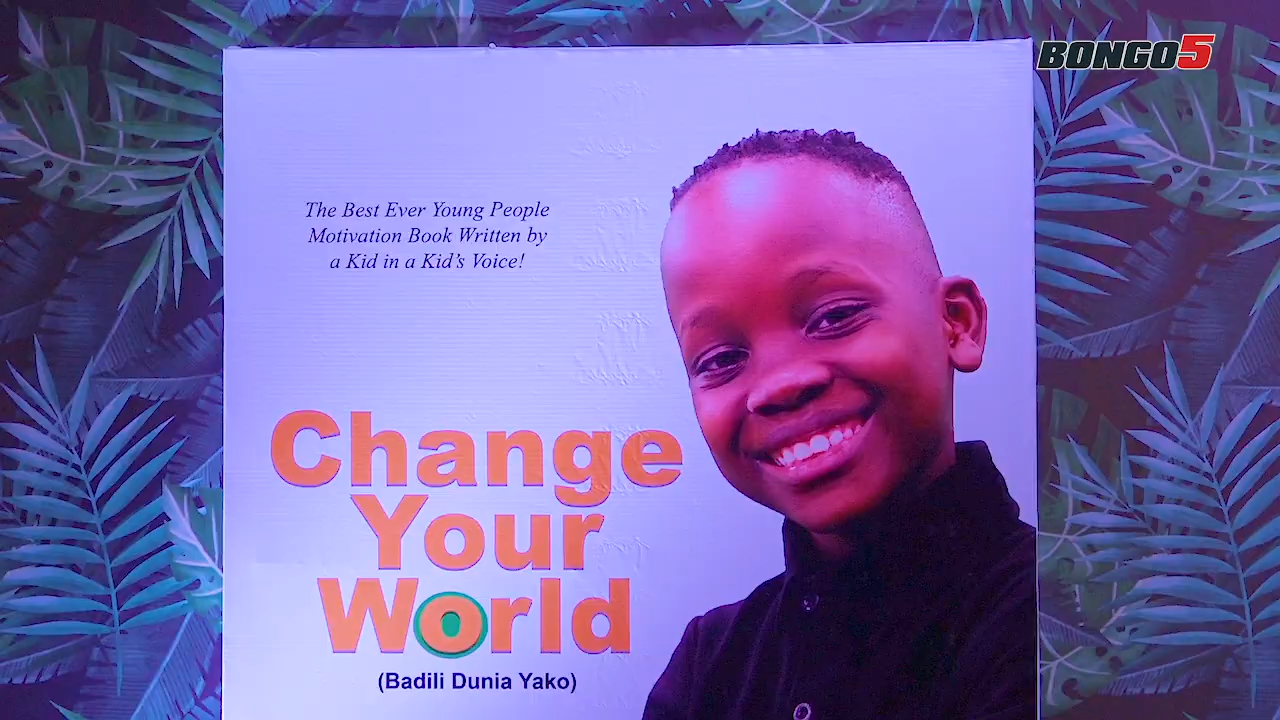 BONGO5
The Best Ever Young People
Motivation Book Written by
a Kid in a Kid's Voice!
Change
Your
World
(Badili Dunia Yako)